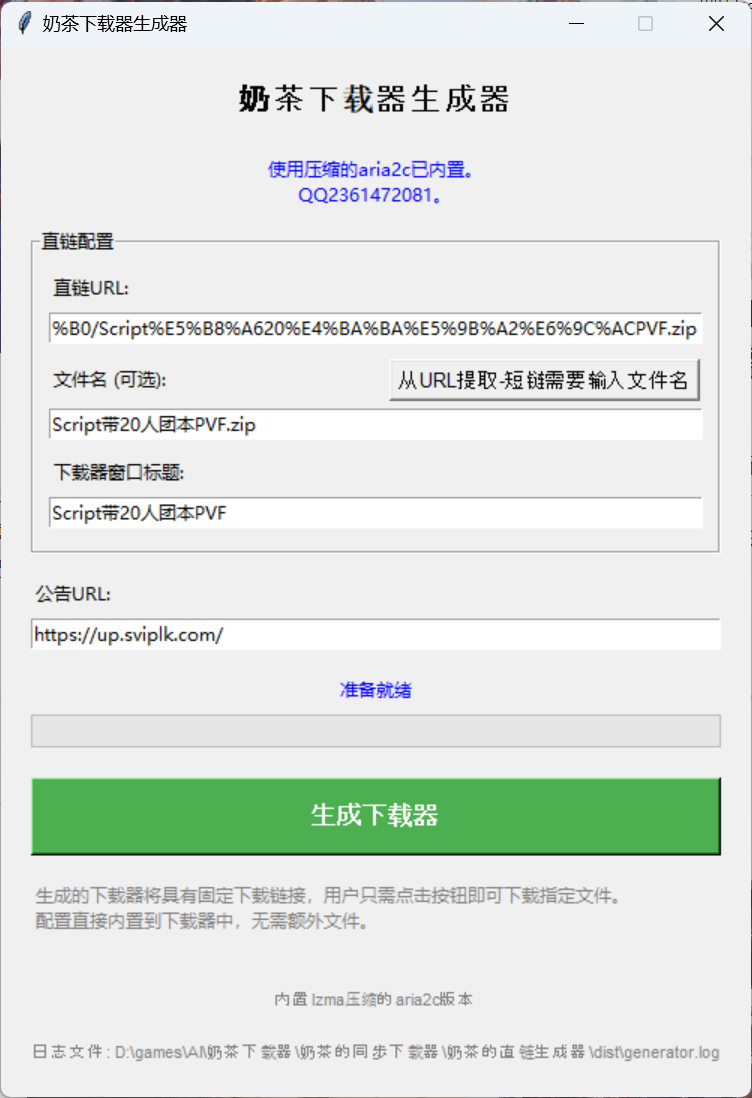 奶茶下载器生成器
奶茶下载器生成器
使用压缩的aria2c已内置。
QQ2361472081。
直链配置
直链URL:
%B0/Script%E5%B8%A620%E4%BA%BA%E5%9B%A2%E6%9C%ACPVF.zip
文件名 (可选):
从URL提取-短链需要输入文件名
Script带20人团本PVF.zip
下载器窗口标题:
Script带20人团本PVF
公告URL:
https://up.sviplk.com/
准备就绪
生成下载器
生成的下载器将具有固定下载链接，用户只需点击按钮即可下载指定文件。
配置直接内置到下载器中，无需额外文件。
内置 lzma压缩的 aria2c版本
日志文件: D:\games\AI\奶茶下载器\奶茶的同步下载器\奶茶的直链生成器\dist\generator.log